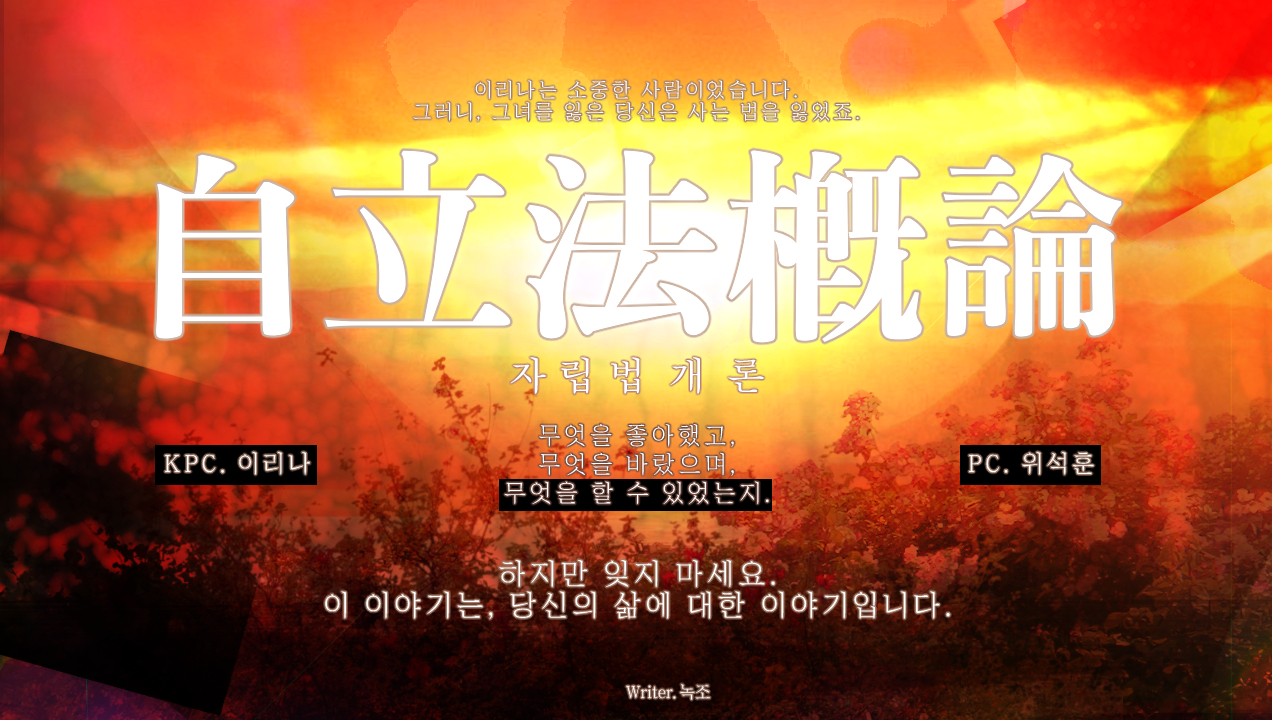 이리나는 소중한 사람이었습니다.
그러니, 그녀를 잃은 당신은 사는 법을 잃었죠.
自立法概論
자립법 개론
무엇을 좋아했고,
무엇을 바랐으며,
무엇을 할 수 있었는지.
KPC. 이리나
PC. 위석훈
하지만 잊지 마세요.
이 이야기는, 당신의 삶에 대한 이야기입니다.
Writer. 녹조